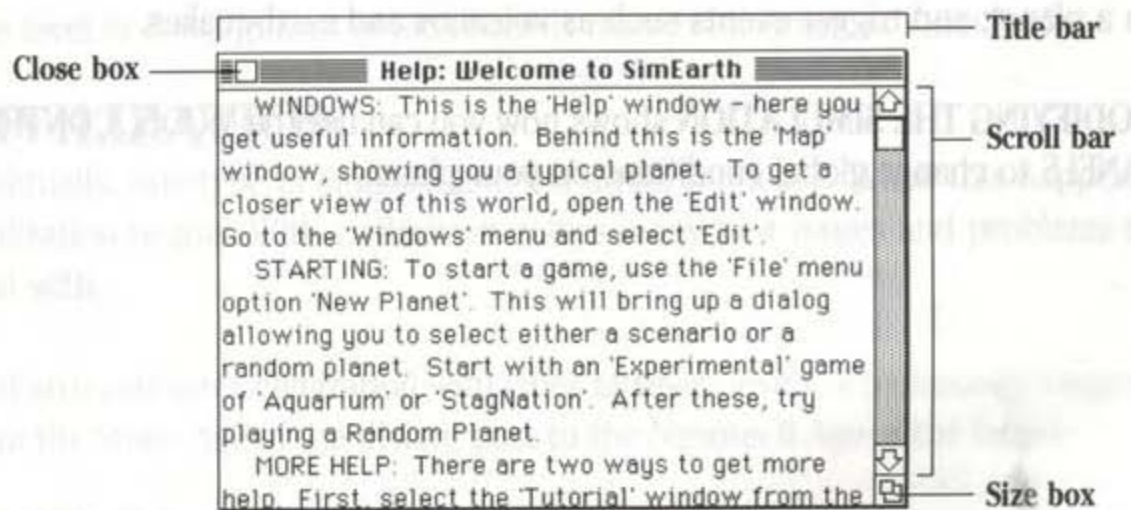 Title bar
Close box
Help: Welcome to SimEarth
WINDOWS: This is the 'Help' window - here you
get useful information. Behind this is the 'Map'
window, showing you a typical planet. To get a
closer view of this world, open the 'Edit' window.
Go to the 'Windows' menu and select 'Edit'.
STARTING: To start a game, use the 'File' menu
option 'New Planet'. This will bring up a dialog
allowing you to select either a scenario or a
random planet. Start with an 'Experimental' game
of 'Aquarium' or 'StagNation'. After these, try
playing a Random Planet.
MORE HELP: There are two ways to get more
help. First, select the 'Tutorial' window from the
Scroll bar
Size box